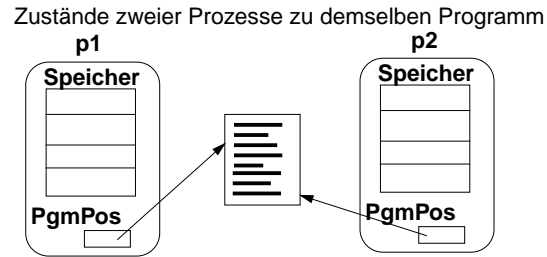 Zustände zweier Prozesse zu demselben Programm
p1
p2
Speicher
Speicher
PgmPos
PgmPos